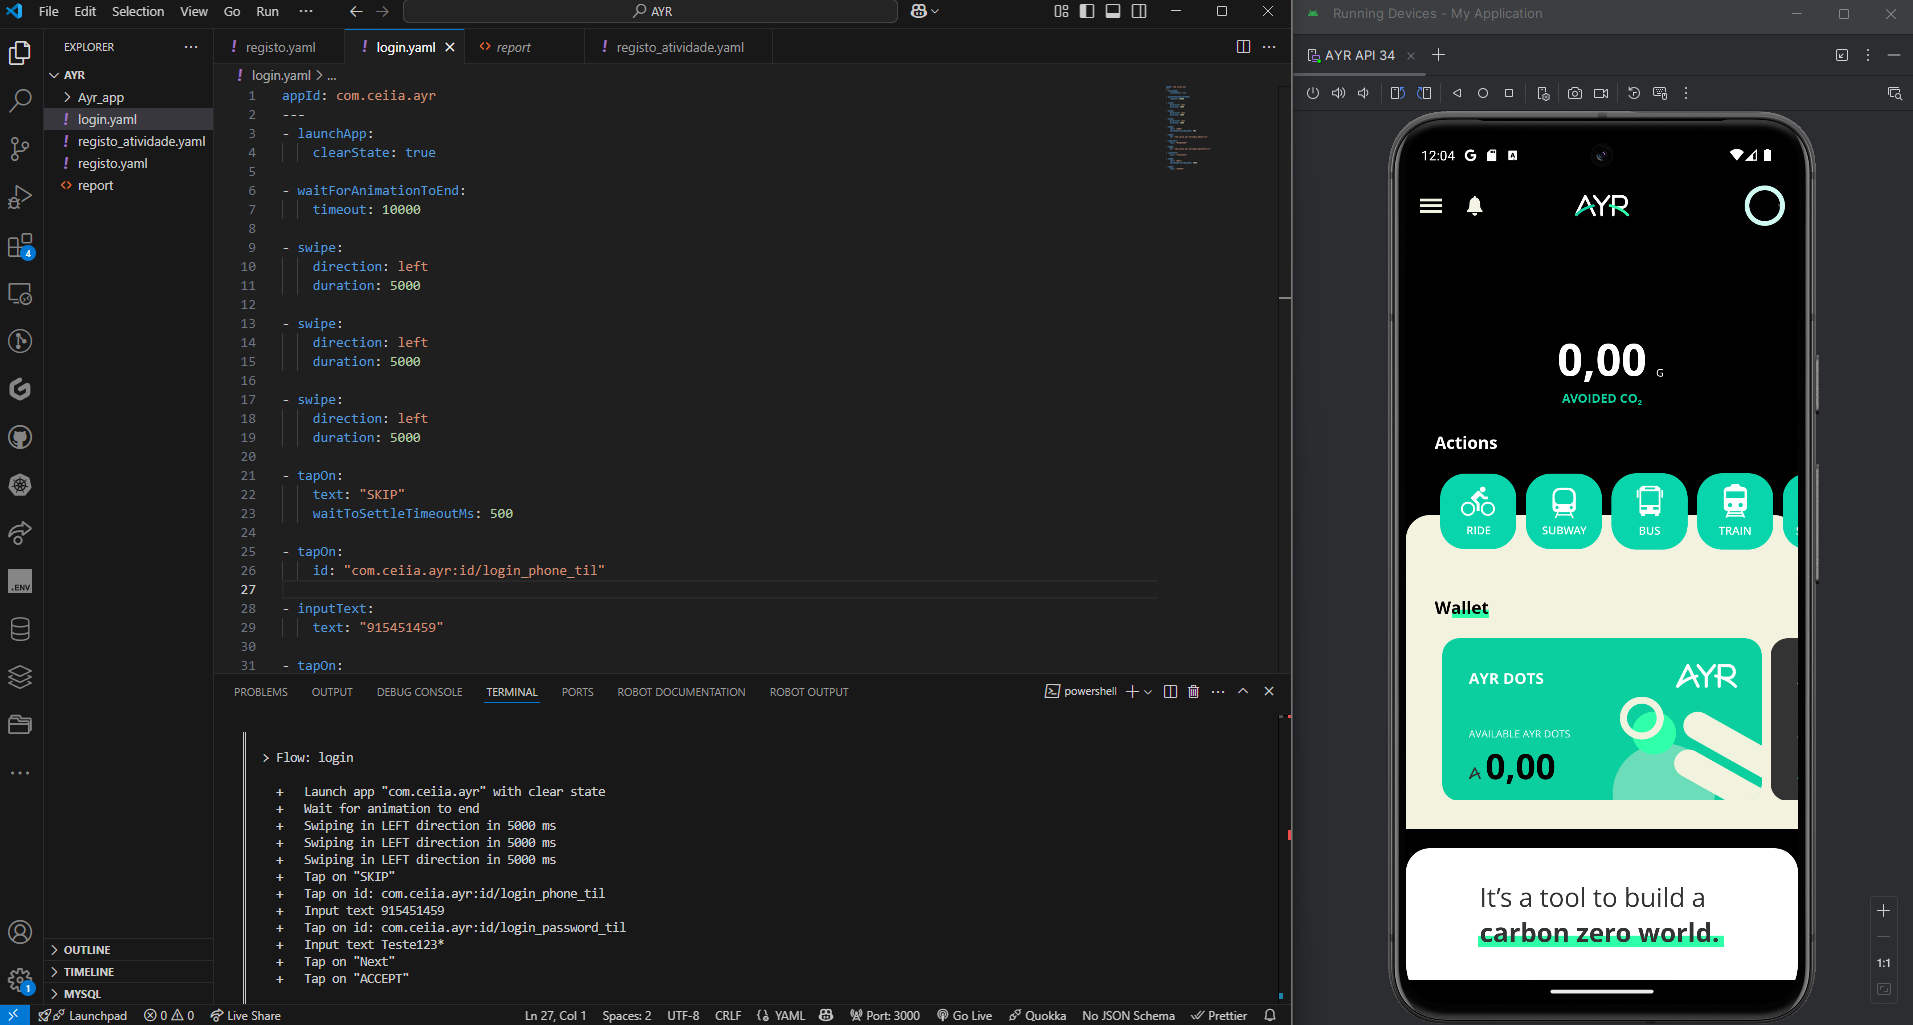 File Edit Selection View Go Run ···
AYR
Running Devices - My Application
EXPLORER
AYR
Ayr_app
login.yaml
registo_atividade.yaml
registo.yaml
report
OUTLINE
TIMELINE
MYSQL
4
1
.ENV
registo.yaml
login.yaml
report
registo_atividade.yaml
login.yaml > ...
1 appId: com.ceiia.ayr
2 ---
3 - launchApp:
4 clearState: true
5
6 - waitForAnimationToEnd:
7 timeout: 10000
8
9 - swipe:
10 direction: left
11 duration: 5000
12
13 - swipe:
14 direction: left
15 duration: 5000
16
17 - swipe:
18 direction: left
19 duration: 5000
20
21 - tapOn:
22 text: "SKIP"
23 waitToSettleTimeoutMs: 500
24
25 - tapOn:
26 id: "com.ceiia.ayr:id/login_phone_til"
27
28 - inputText:
29 text: "915451459"
30
31 - tapOn:
PROBLEMS OUTPUT DEBUG CONSOLE TERMINAL PORTS ROBOT DOCUMENTATION ROBOT OUTPUT
powershell
> Flow: login
+ Launch app "com.ceiia.ayr" with clear state
+ Wait for animation to end
+ Swiping in LEFT direction in 5000 ms
+ Swiping in LEFT direction in 5000 ms
+ Swiping in LEFT direction in 5000 ms
+ Tap on "SKIP"
+ Tap on id: com.ceiia.ayr:id/login_phone_til
+ Input text 915451459
+ Tap on id: com.ceiia.ayr:id/login_password_til
+ Input text Teste123*
+ Tap on "Next"
+ Tap on "ACCEPT"
Launchpad 0 0 Live Share
Ln 27, Col 1 Spaces: 2 UTF-8 CRLF YAML Port: 3000 Go Live Quokka No JSON Schema Prettier
AYR API 34
12:04 G
AYR
0,00 G
AVOIDED CO₂
Actions
RIDE SUBWAY BUS TRAIN
Wallet
AYR DOTS
AYR
AVAILABLE AYR DOTS
A 0,00
It's a tool to build a
carbon zero world.
1:1